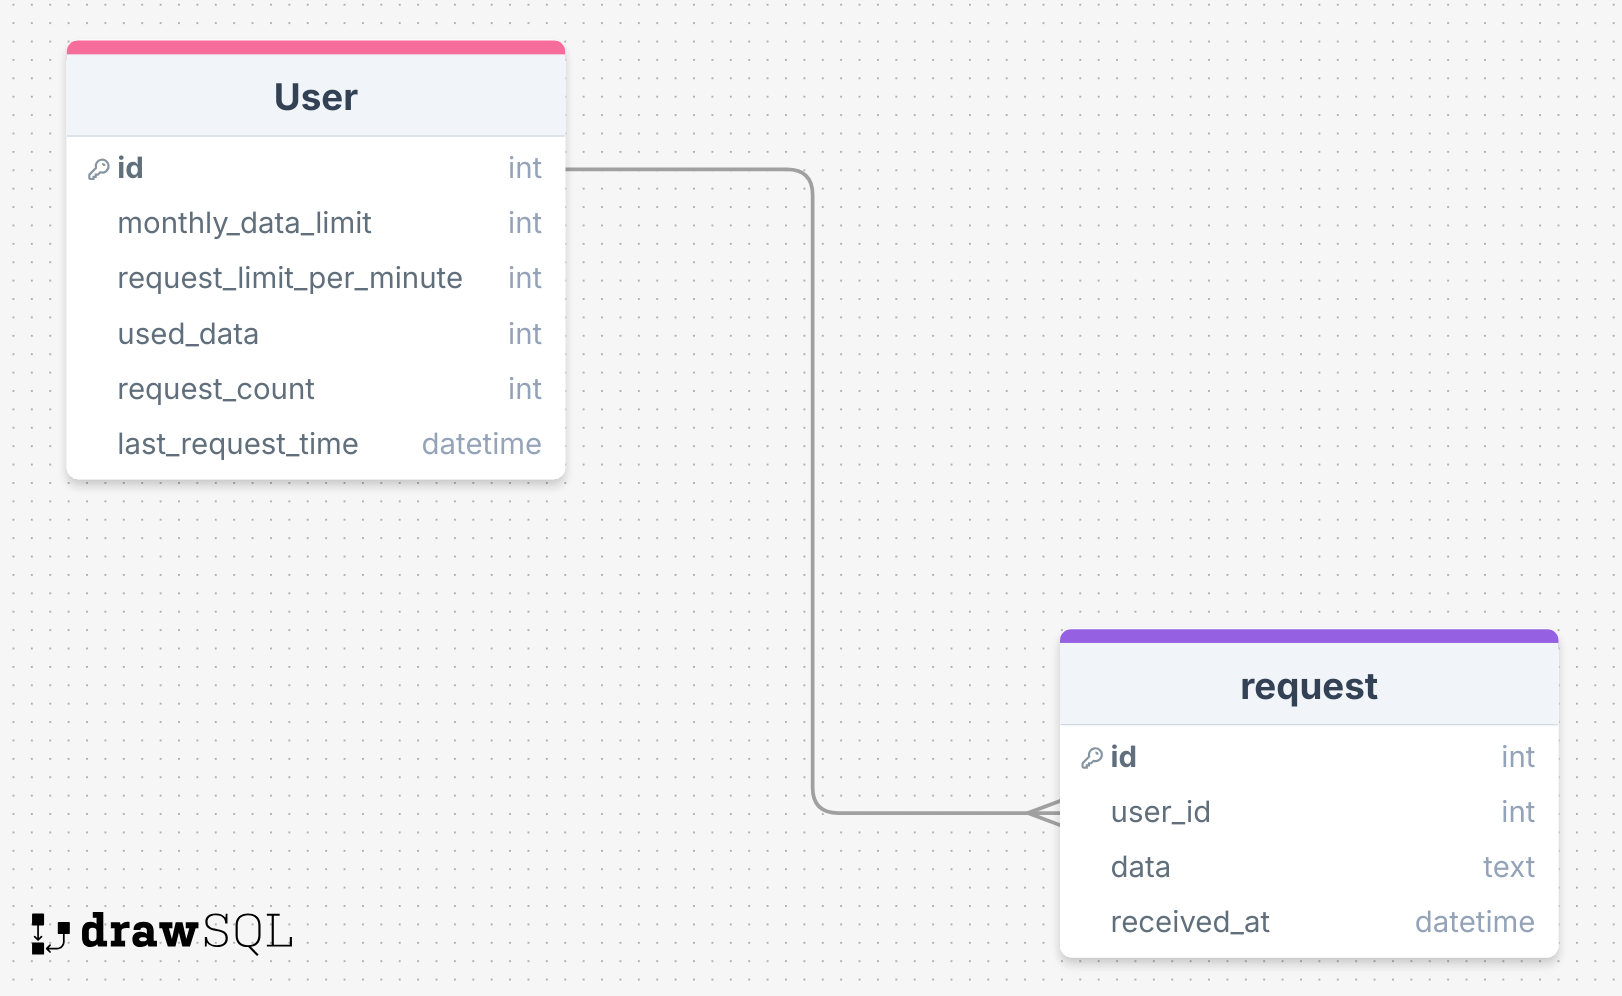 User
id int
monthly_data_limit int
request_limit_per_minute int
used_data int
request_count int
last_request_time datetime
request
id int
user_id int
data text
received_at datetime
drawSQL